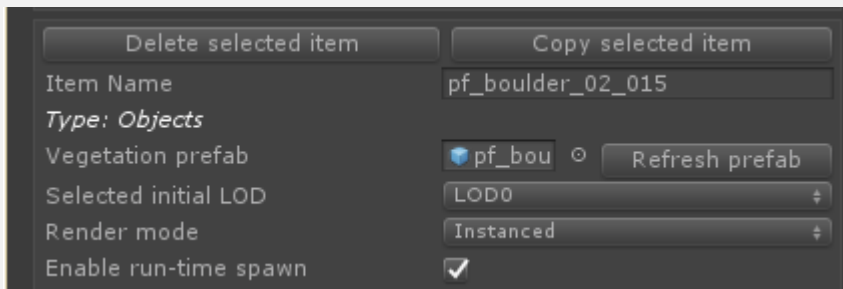 Delete selected item Copy selected item
Item Name pf_boulder_02_015
Type: Objects
Vegetation prefab pf_bou Refresh prefab
Selected initial LOD LOD0
Render mode Instanced
Enable run-time spawn